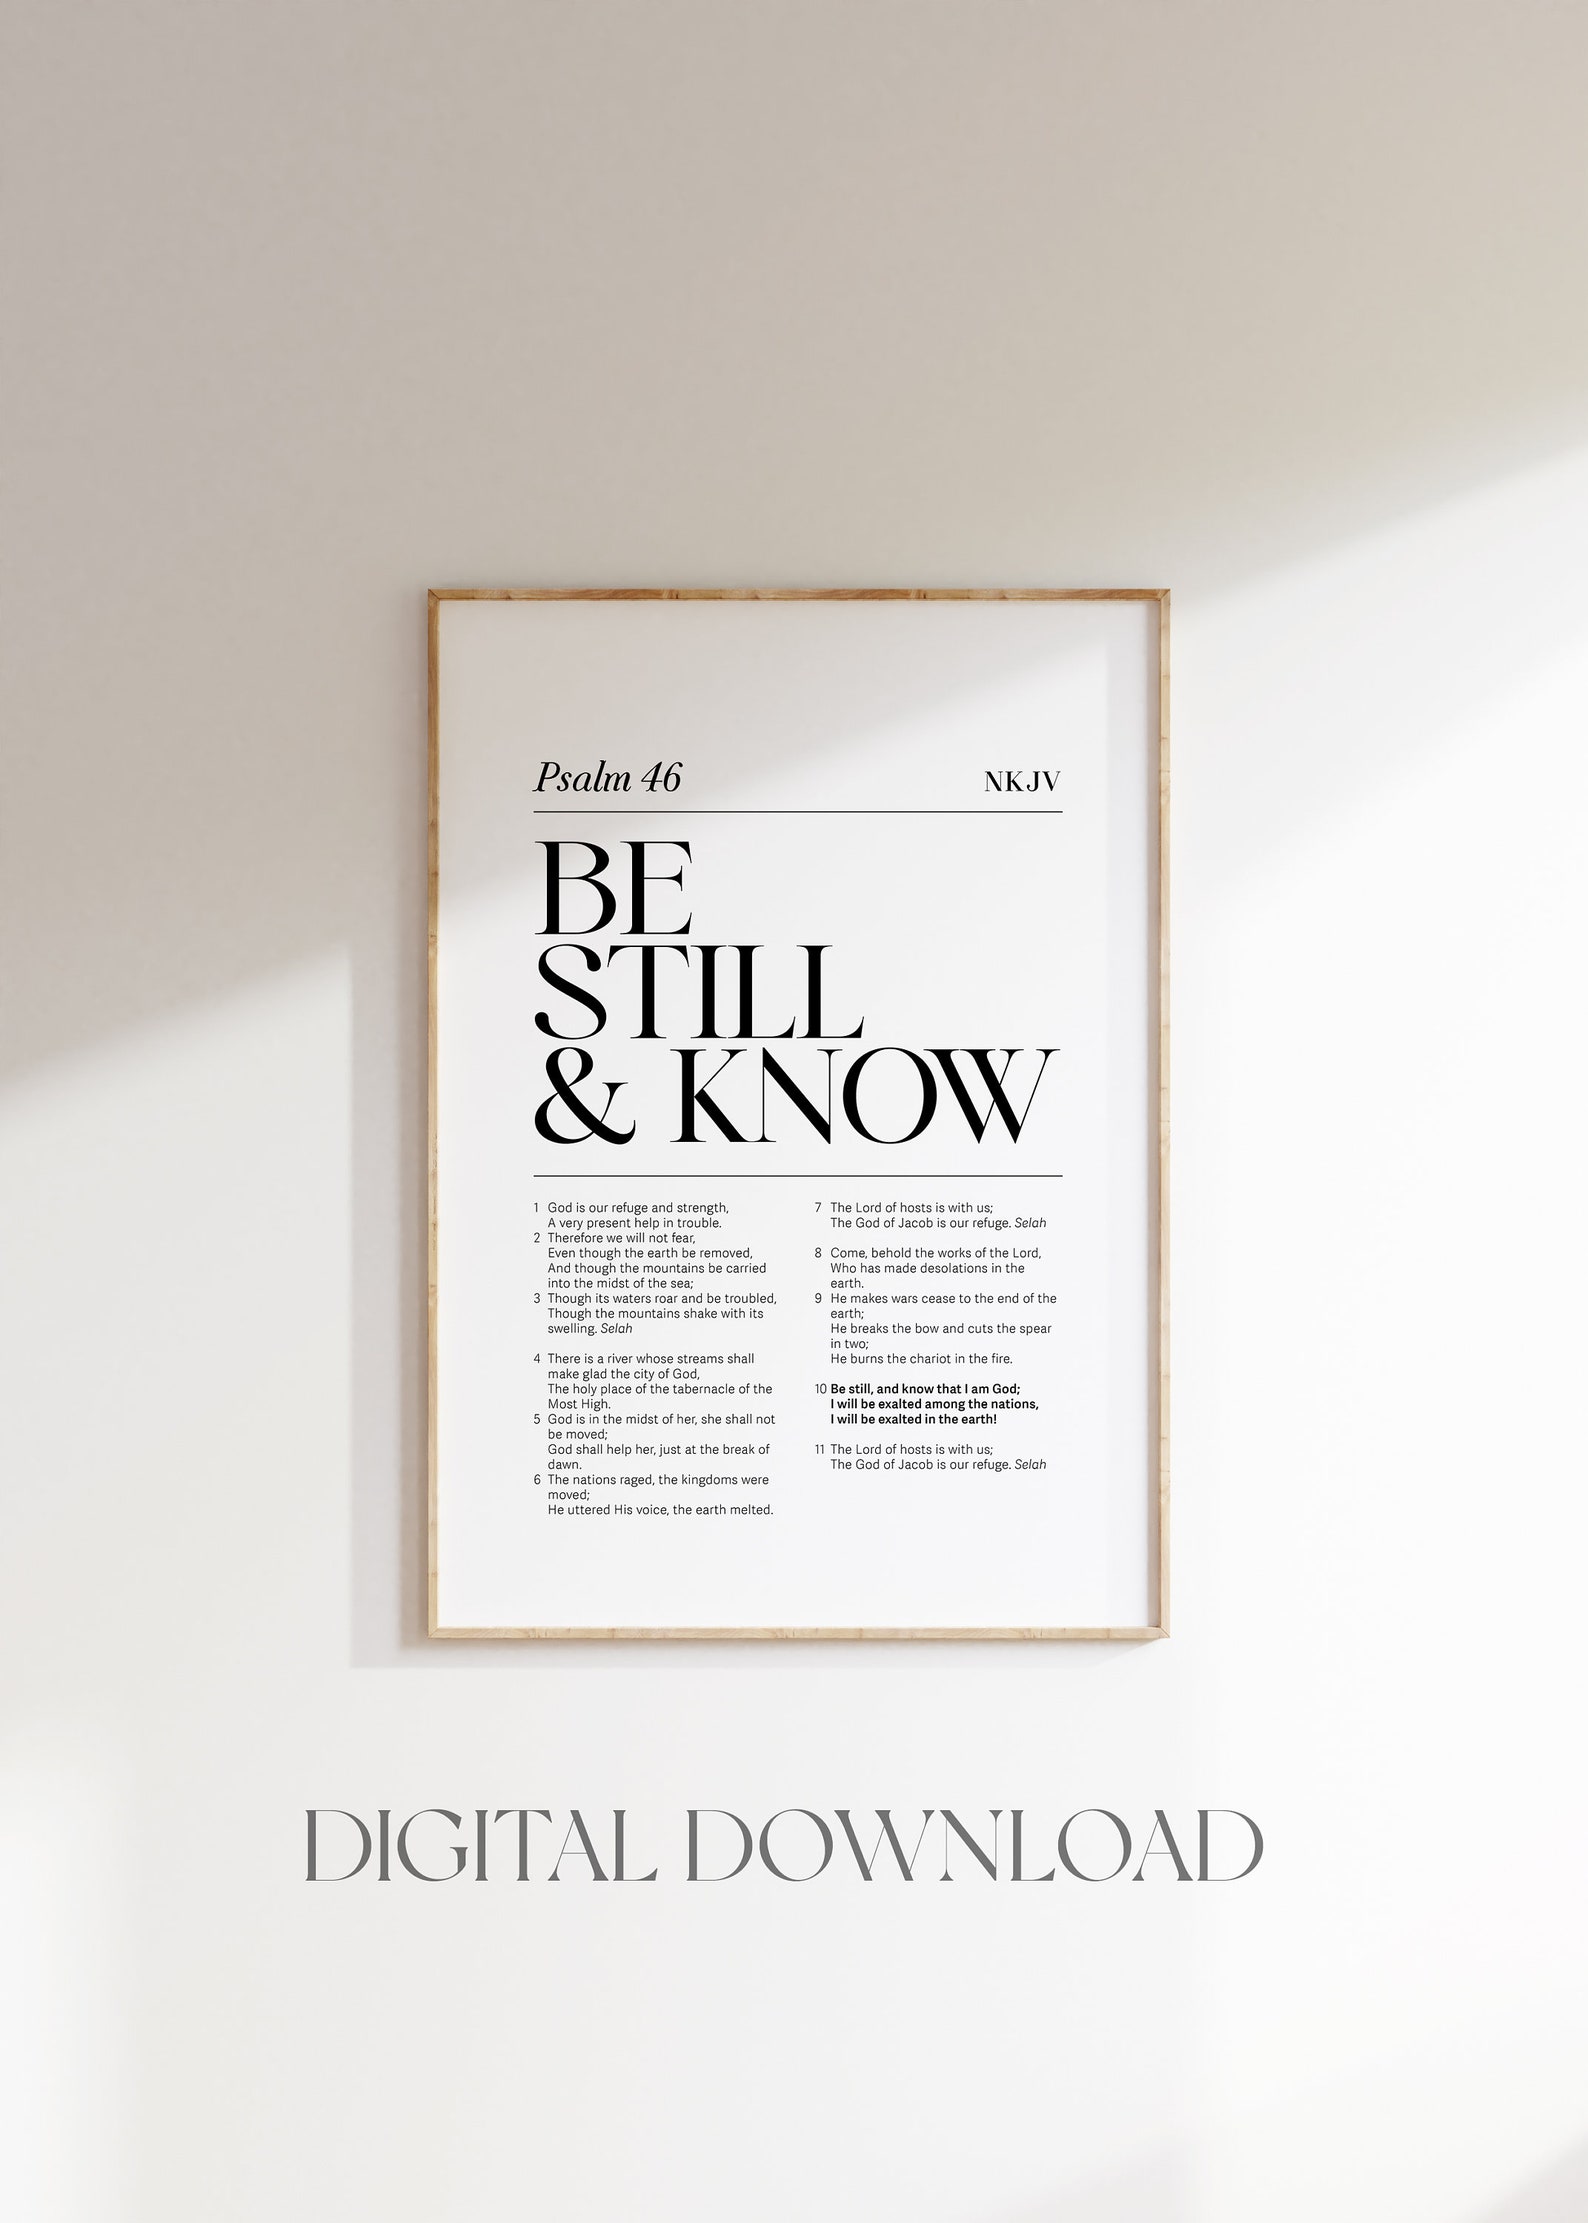 Psalm 46
NKJV
BE
STILL
& KNOW
1 God is our refuge and strength,
A very present help in trouble.
2 Therefore we will not fear,
Even though the earth be removed,
And though the mountains be carried
into the midst of the sea;
3 Though its waters roar and be troubled,
Though the mountains shake with its
swelling. Selah
4 There is a river whose streams shall
make glad the city of God,
The holy place of the tabernacle of the
Most High.
5 God is in the midst of her, she shall not
be moved;
God shall help her, just at the break of
dawn.
6 The nations raged, the kingdoms were
moved;
He uttered His voice, the earth melted.
7 The Lord of hosts is with us;
The God of Jacob is our refuge. Selah
8 Come, behold the works of the Lord,
Who has made desolations in the
earth.
9 He makes wars cease to the end of the
earth;
He breaks the bow and cuts the spear
in two;
He burns the chariot in the fire.
10 Be still, and know that I am God;
I will be exalted among the nations,
I will be exalted in the earth!
11 The Lord of hosts is with us;
The God of Jacob is our refuge. Selah
DIGITAL DOWNLOAD